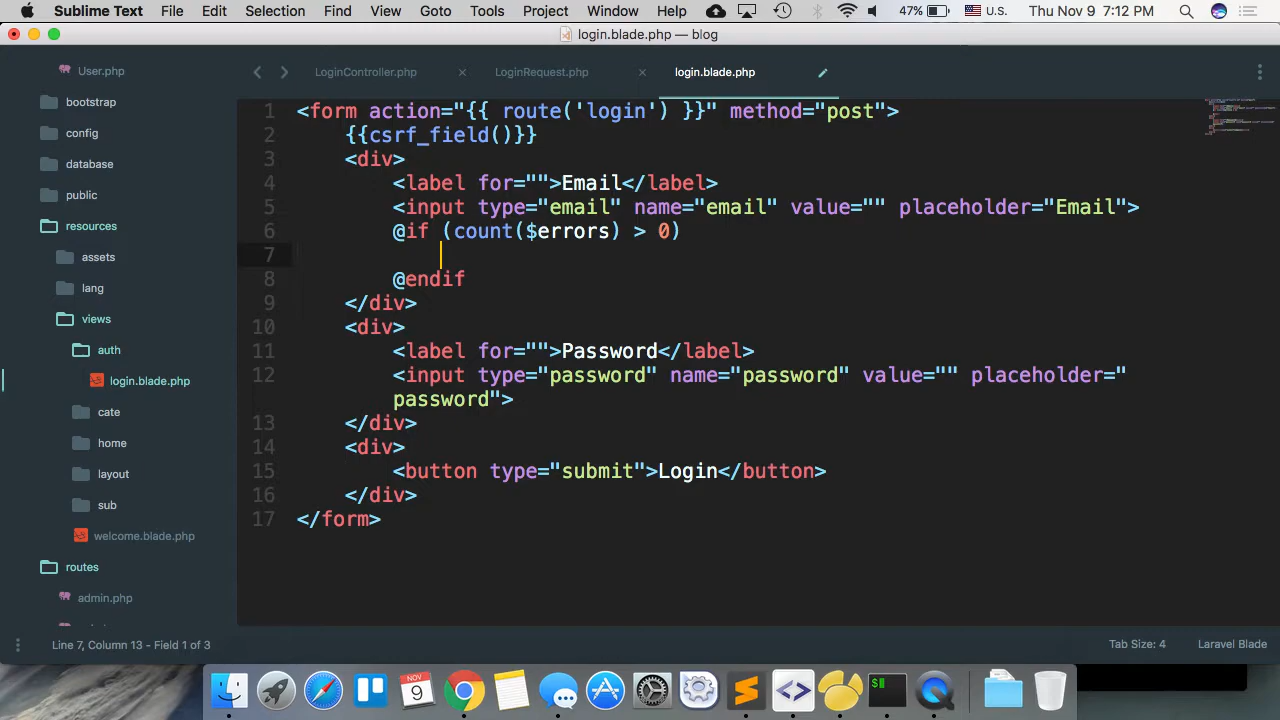 Sublime Text File Edit Selection Find View Goto Tools Project Window Help 47% U.S. Thu Nov 9 7:12 PM
login.blade.php — blog
User.php
bootstrap
config
database
public
resources
assets
lang
views
auth
login.blade.php
cate
home
layout
sub
welcome.blade.php
routes
admin.php
LoginController.php LoginRequest.php login.blade.php
1 <form action="{{ route('login') }}" method="post">
2 {{csrf_field()}}
3 <div>
4 <label for="">Email</label>
5 <input type="email" name="email" value="" placeholder="Email">
6 @if (count($errors) > 0)
7
8 @endif
9 </div>
10 <div>
11 <label for="">Password</label>
12 <input type="password" name="password" value="" placeholder="
password">
13 </div>
14 <div>
15 <button type="submit">Login</button>
16 </div>
17 </form>
Line 7, Column 13 - Field 1 of 3 Tab Size: 4 Laravel Blade
NOV
9
$